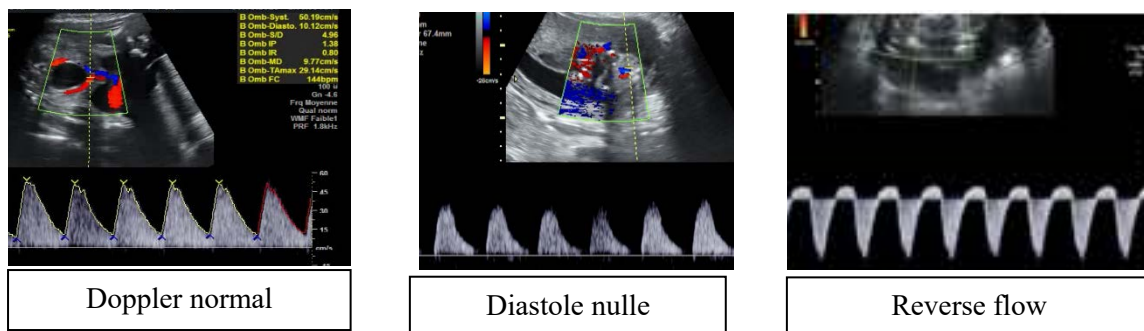 B Omb-Syst. 50.19cm/s
B Omb-Diasto. 10.12cm/s
B Omb-S/D 4.96
B Omb IP 1.38
B Omb IR 0.80
B Omb-MD 9.77cm/s
B Omb-TAmax 29.14cm/s
B Omb FC 144bpm
Gn -4.6
Frq Moyenne
Qual norm
WMF Faible1
PRF 1.8kHz
60
45
30
15
cm/s
67.4mm
-28cm/s
Doppler normal
Diastole nulle
Reverse flow